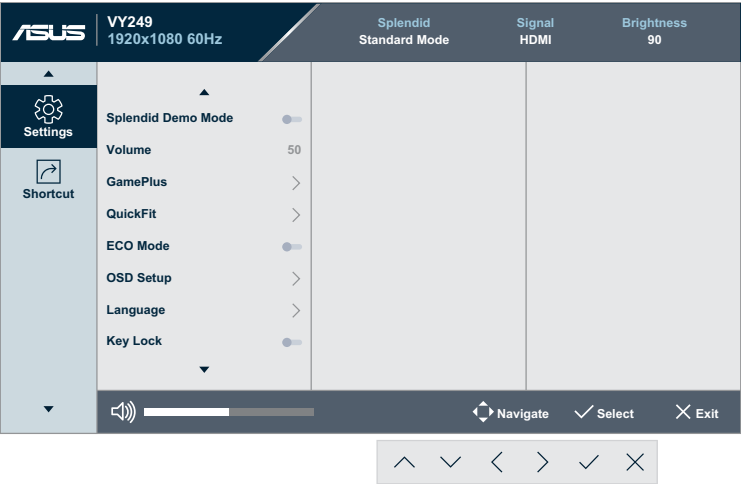 ASUS
VY249
1920x1080 60Hz
Splendid
Standard Mode
Signal
HDMI
Brightness
90
Settings
Shortcut
Splendid Demo Mode
Volume 50
GamePlus
QuickFit
ECO Mode
OSD Setup
Language
Key Lock
Navigate
Select
Exit